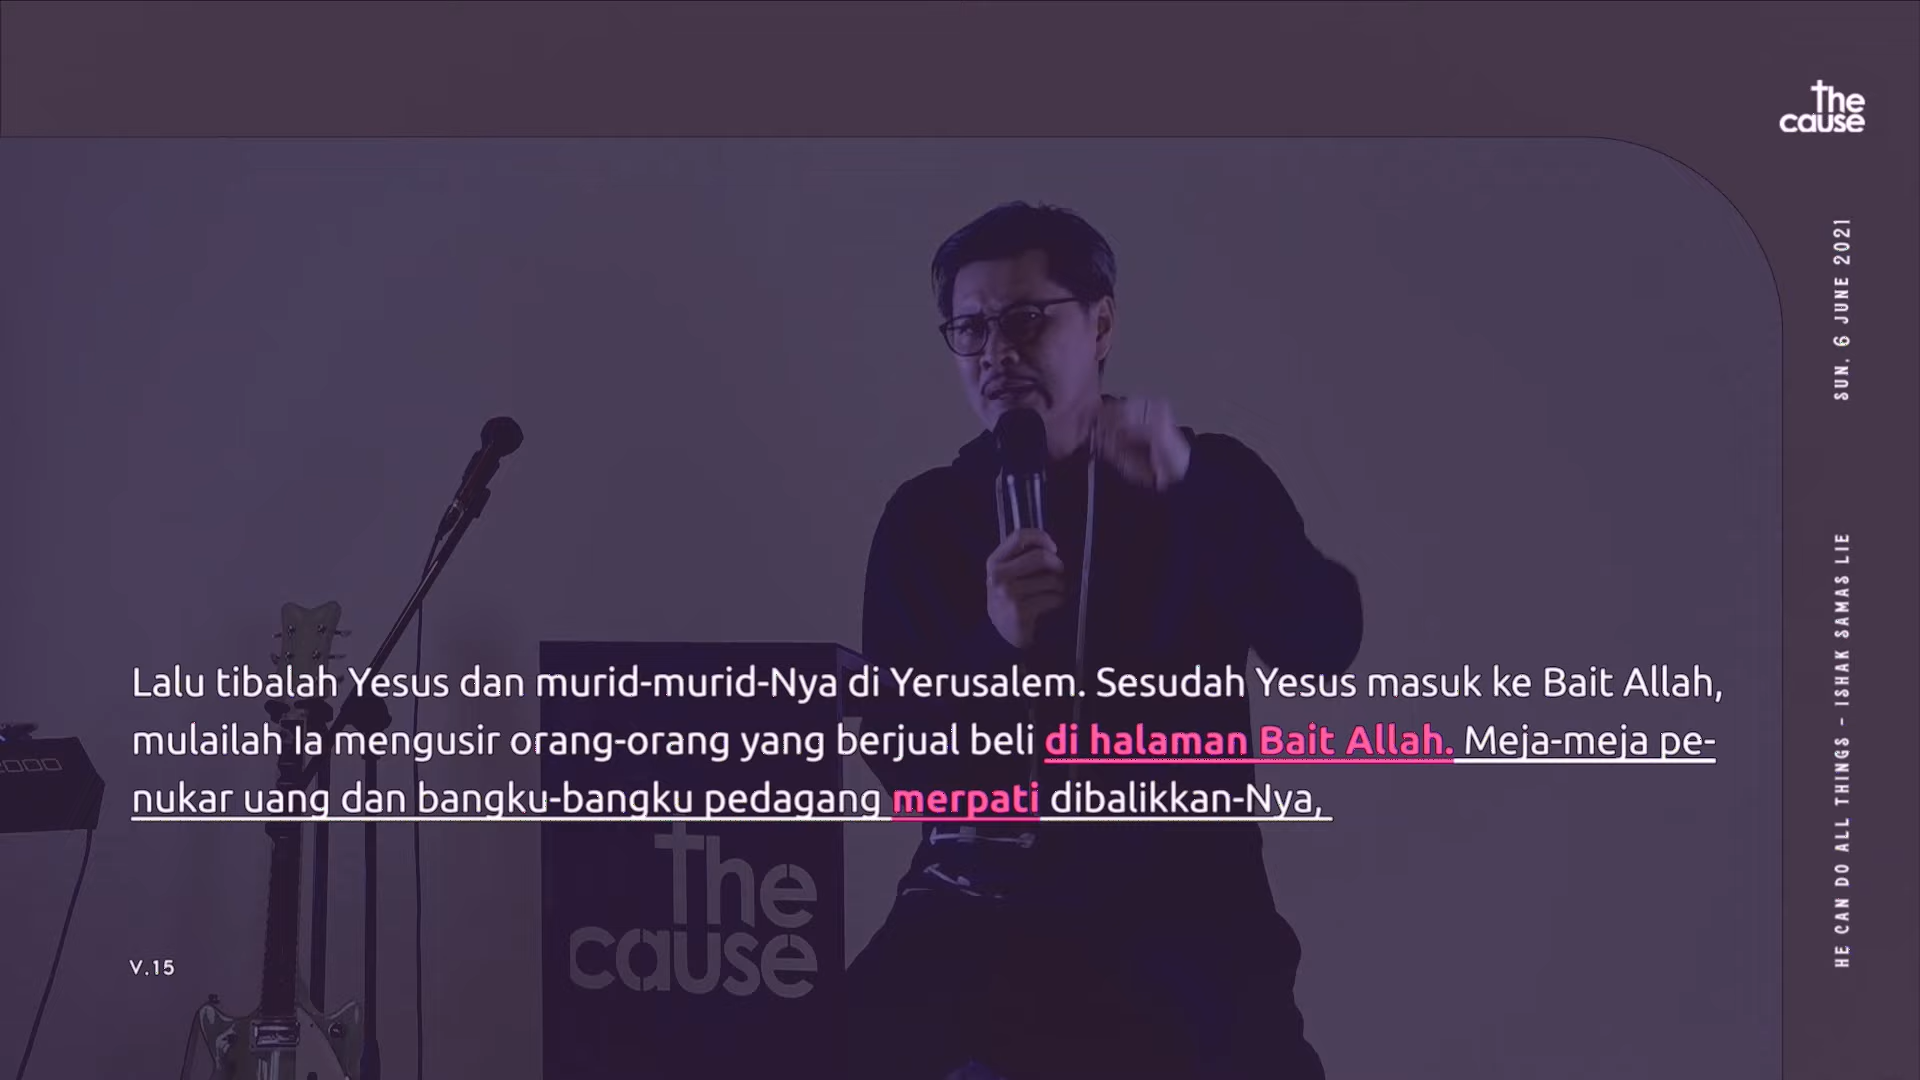 the
cause
SUN. 6 JUNE 2021
HE CAN DO ALL THINGS - ISHAK SAMAS LIE
Lalu tibalah Yesus dan murid-murid-Nya di Yerusalem. Sesudah Yesus masuk ke Bait Allah,
mulailah Ia mengusir orang-orang yang berjual beli di halaman Bait Allah. Meja-meja pe-
nukar uang dan bangku-bangku pedagang merpati dibalikkan-Nya,
the
cause
V.15